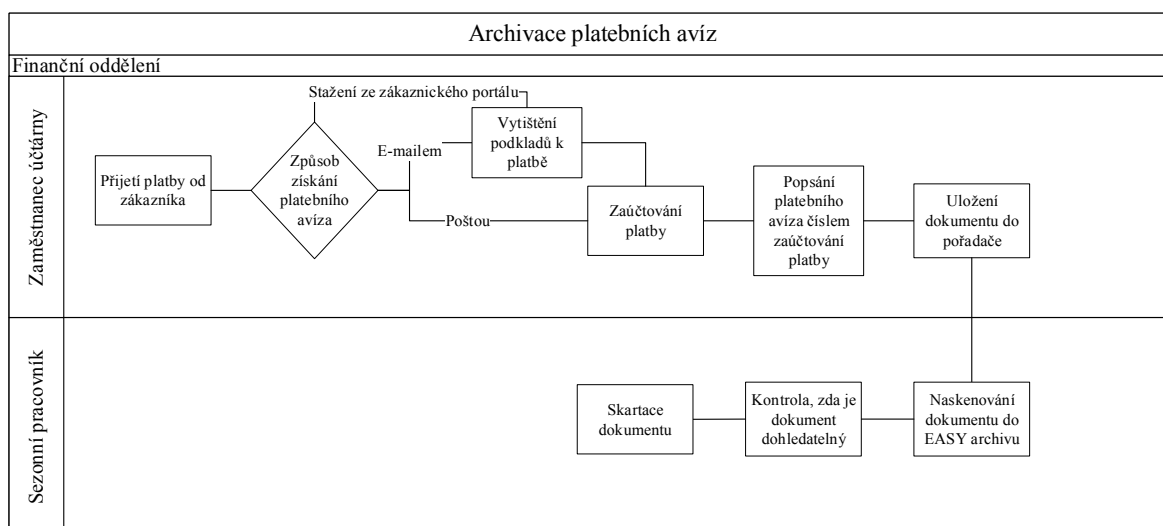 Archivace platebních avíz
Finanční oddělení
Zaměstnanec účtárny
Přijetí platby od
zákazníka
Způsob
získání
platebního
avíza
Stažení ze zákaznického portálu
E-mailem
Poštou
Vytištění
podkladů k
platbě
Zaúčtování
platby
Popsání
platebního
avíza číslem
zaúčtování
platby
Uložení
dokumentu do
pořadače
Sezonní pracovník
Skartace
dokumentu
Kontrola, zda je
dokument
dohledatelný
Naskenování
dokumentu do
EASY archivu